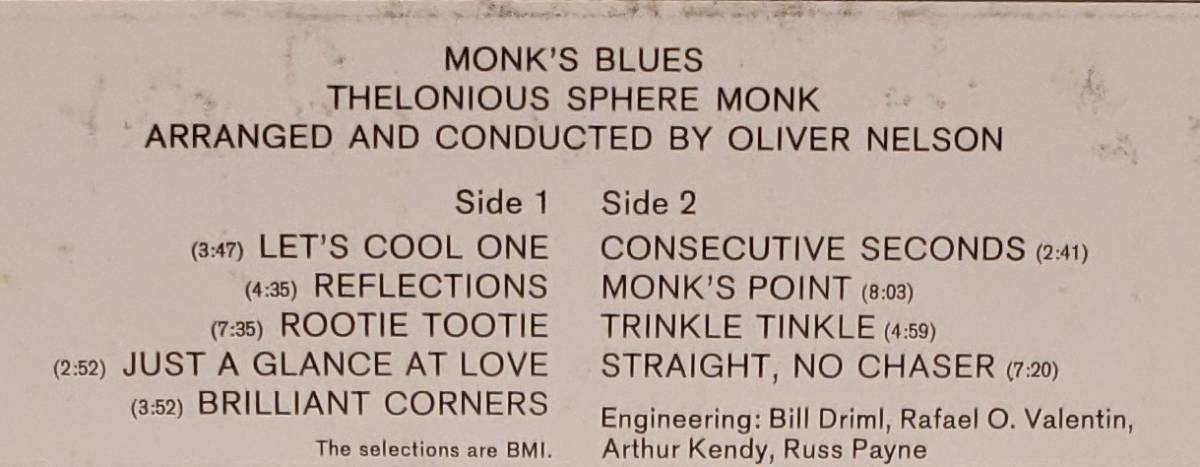 MONK'S BLUES
THELONIOUS SPHERE MONK
ARRANGED AND CONDUCTED BY OLIVER NELSON
Side 1
(3:47) LET'S COOL ONE
(4:35) REFLECTIONS
(7:35) ROOTIE TOOTIE
(2:52) JUST A GLANCE AT LOVE
(3:52) BRILLIANT CORNERS
The selections are BMI.
Side 2
CONSECUTIVE SECONDS (2:41)
MONK'S POINT (8:03)
TRINKLE TINKLE (4:59)
STRAIGHT, NO CHASER (7:20)
Engineering: Bill Driml, Rafael O. Valentin,
Arthur Kendy, Russ Payne